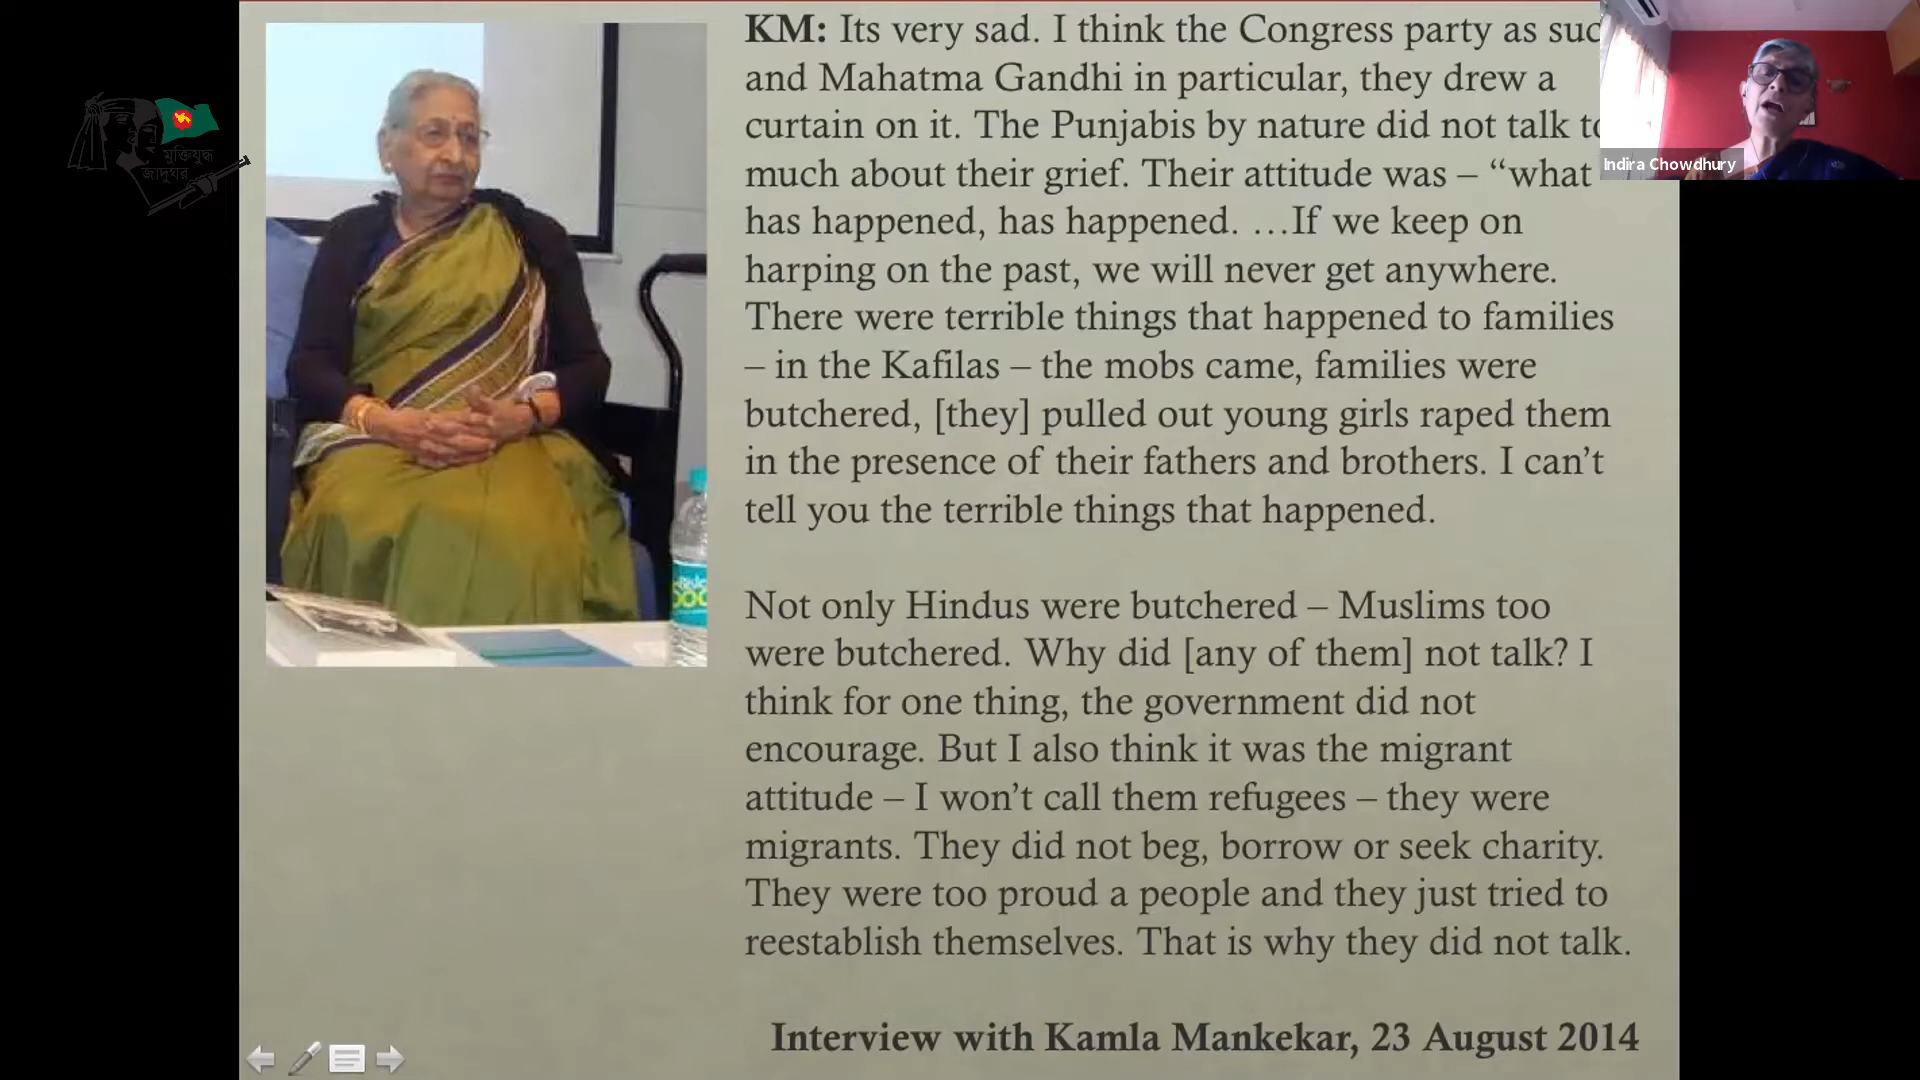 KM: Its very sad. I think the Congress party as suc
and Mahatma Gandhi in particular, they drew a
curtain on it. The Punjabis by nature did not talk to
much about their grief. Their attitude was – “what
has happened, has happened. …If we keep on
harping on the past, we will never get anywhere.
There were terrible things that happened to families
– in the Kafilas – the mobs came, families were
butchered, [they] pulled out young girls raped them
in the presence of their fathers and brothers. I can’t
tell you the terrible things that happened.
Not only Hindus were butchered – Muslims too
were butchered. Why did [any of them] not talk? I
think for one thing, the government did not
encourage. But I also think it was the migrant
attitude – I won’t call them refugees – they were
migrants. They did not beg, borrow or seek charity.
They were too proud a people and they just tried to
reestablish themselves. That is why they did not talk.
Interview with Kamla Mankekar, 23 August 2014
Indira Chowdhury
মুক্তিযুদ্ধ
জাদুঘর